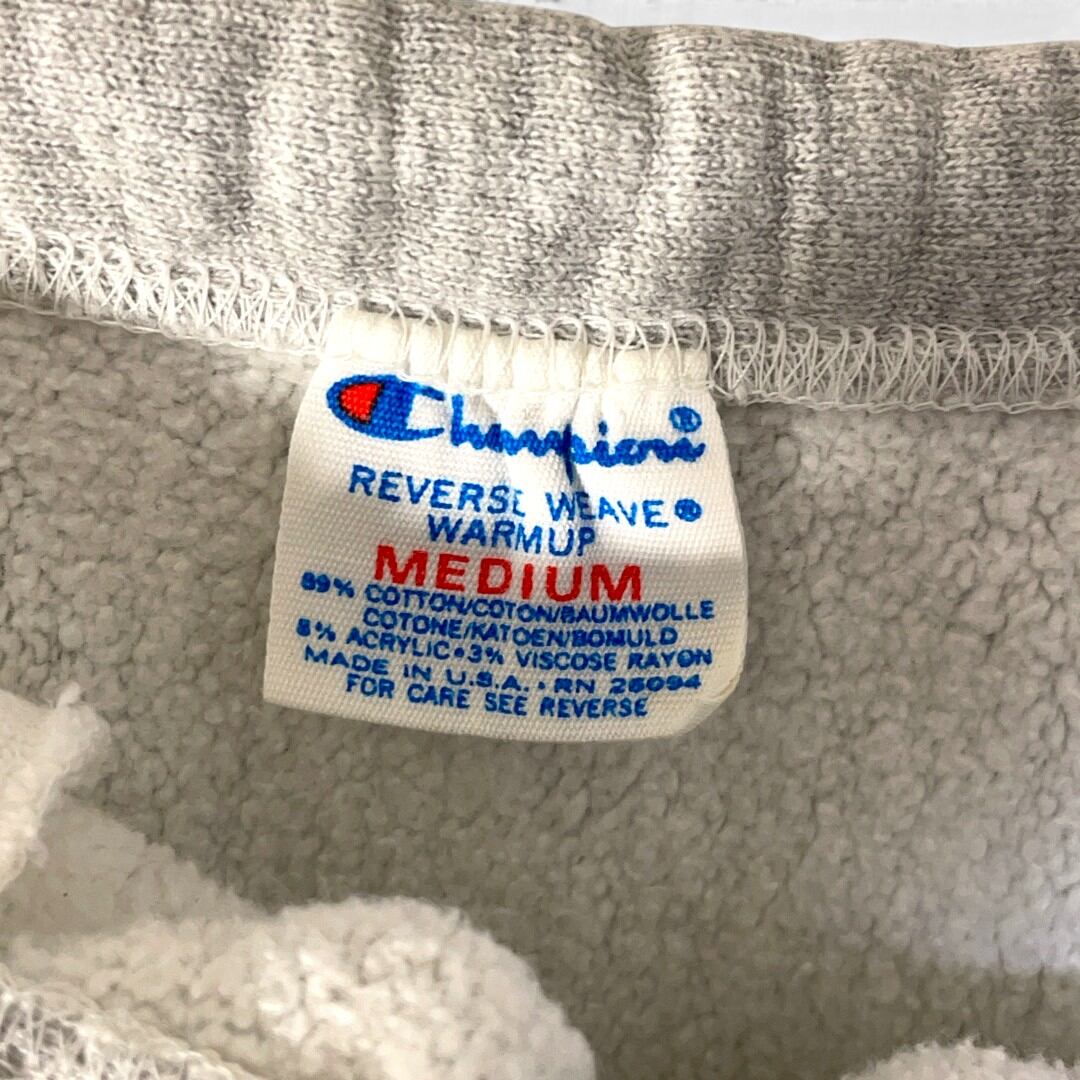 Champion®
REVERSE WEAVE®
WARMUP
MEDIUM
89% COTTON/COTON/BAUMWOLLE
COTONE/KATOEN/BOMULD
8% ACRYLIC•3% VISCOSE RAYON
MADE IN U.S.A. • RN 26094
FOR CARE SEE REVERSE